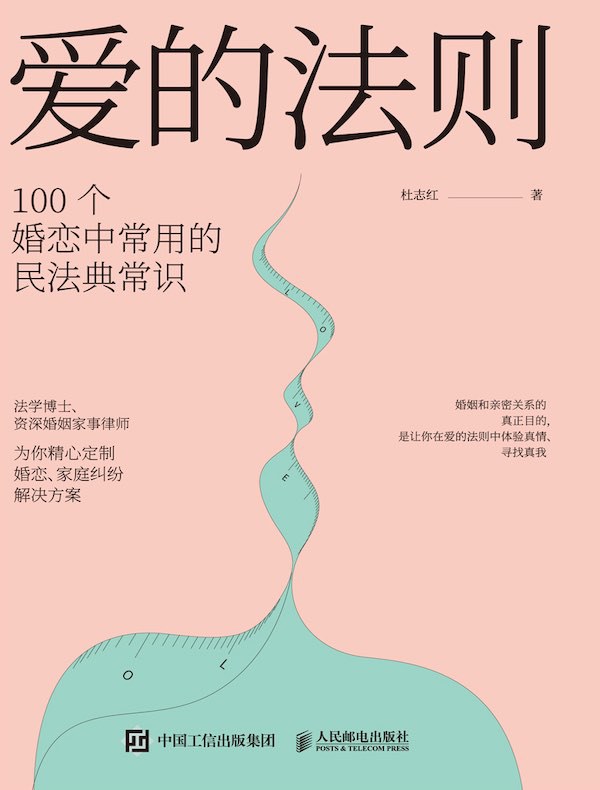 爱的法则
100 个
婚恋中常用的
民法典常识
杜志红 著
L
O
V
E
法学博士、
资深婚姻家事律师
为你精心定制
婚恋、家庭纠纷
解决方案
婚姻和亲密关系的
真正目的,
是让你在爱的法则中体验真情、
寻找真我
L
O
中国工信出版集团
人民邮电出版社
POSTS & TELECOM PRESS